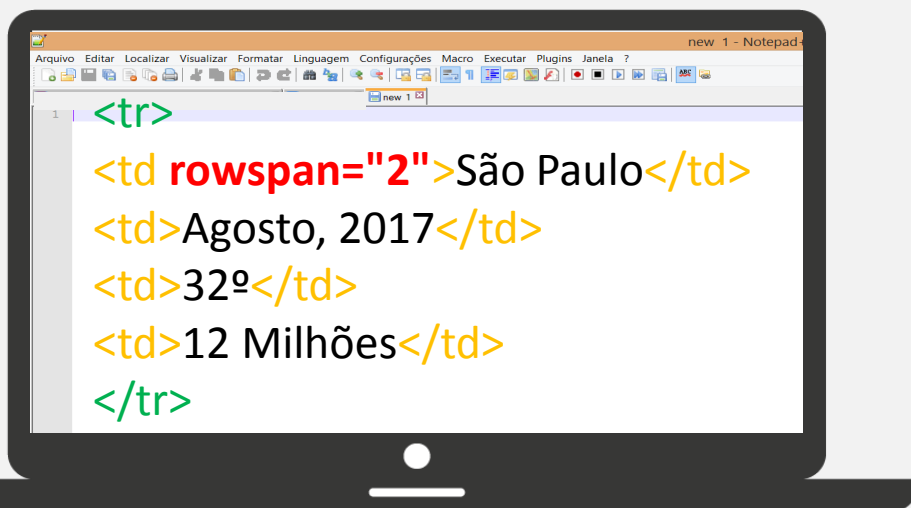 new 1 - Notepad+
Arquivo Editar Localizar Visualizar Formatar Linguagem Configurações Macro Executar Plugins Janela ?
new 1
1
<tr>
<td rowspan="2">São Paulo</td>
<td>Agosto, 2017</td>
<td>32º</td>
<td>12 Milhões</td>
</tr>